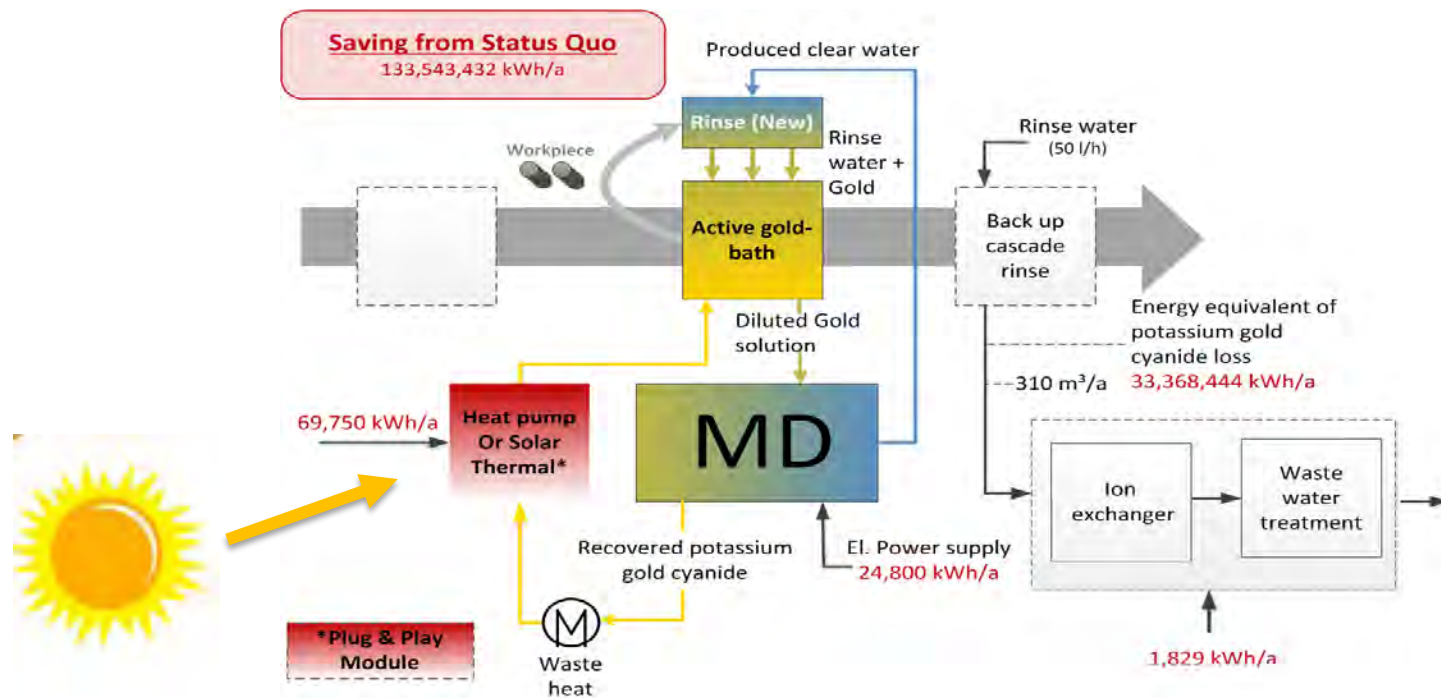 Saving from Status Quo
133,543,432 kWh/a
Produced clear water
Rinse (New)
Workpiece
Rinse
water +
Gold
Rinse water
(50 l/h)
Active gold-
bath
Back up
cascade
rinse
Diluted Gold
solution
Energy equivalent of
potassium gold
cyanide loss
33,368,444 kWh/a
310 m³/a
69,750 kWh/a
Heat pump
Or Solar
Thermal*
MD
Ion
exchanger
Waste
water
treatment
Recovered potassium
gold cyanide
El. Power supply
24,800 kWh/a
M
Waste
heat
*Plug & Play
Module
1,829 kWh/a